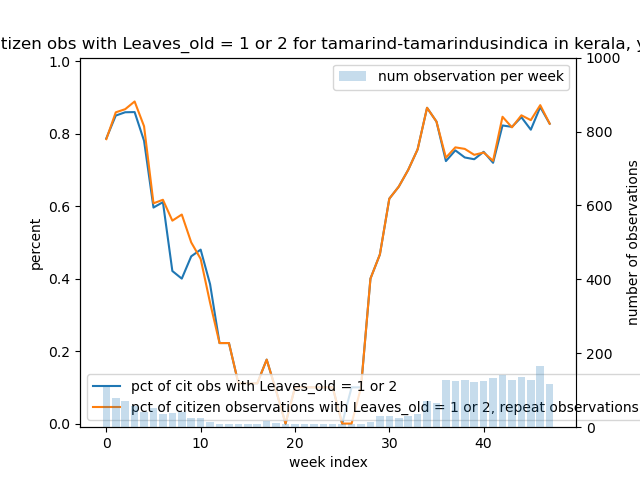 tizen obs with Leaves_old = 1 or 2 for tamarind-tamarindusindica in kerala, y
num observation per week
percent
1.0
0.8
0.6
0.4
0.2
0.0
1000
800
600
400
200
0
number of observations
pct of cit obs with Leaves_old = 1 or 2
pct of citizen observations with Leaves_old = 1 or 2, repeat observations
0 10 20 30 40
week index